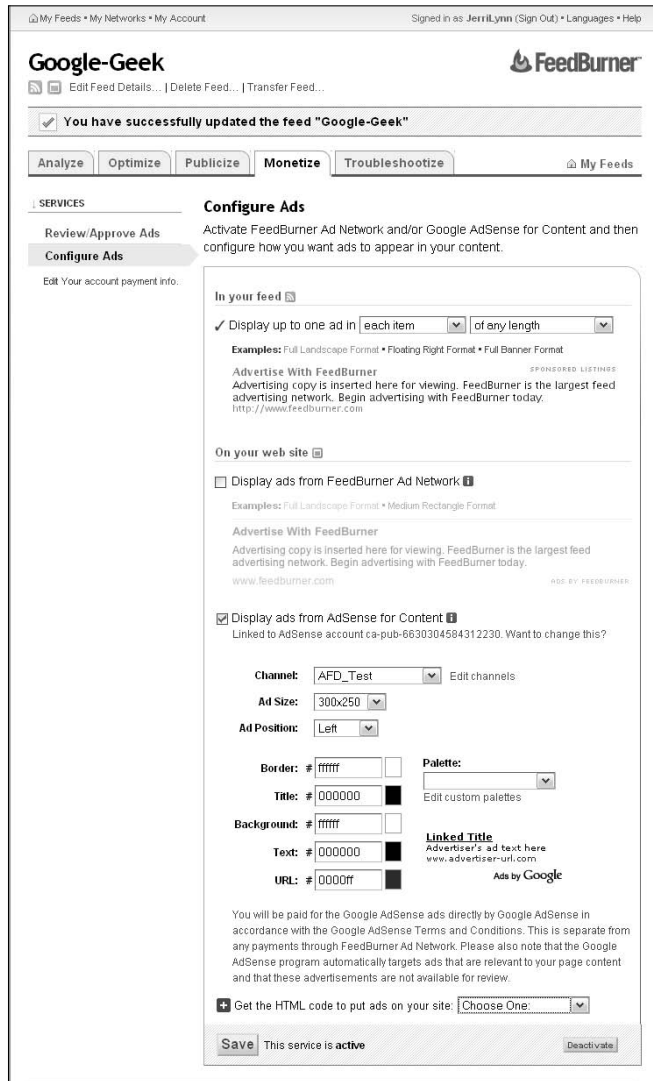 My Feeds • My Networks • My Account
Signed in as JerriLynn (Sign Out) • Languages • Help
Google-Geek
FeedBurner™
Edit Feed Details... | Delete Feed... | Transfer Feed...
You have successfully updated the feed "Google-Geek"
Analyze Optimize Publicize Monetize Troubleshootize My Feeds
↓ SERVICES
Review/Approve Ads
Configure Ads
Edit Your account payment info.
Configure Ads
Activate FeedBurner Ad Network and/or Google AdSense for Content and then
configure how you want ads to appear in your content.
In your feed
Display up to one ad in each item of any length
Examples: Full Landscape Format • Floating Right Format • Full Banner Format
Advertise With FeedBurner SPONSORED LISTINGS
Advertising copy is inserted here for viewing. FeedBurner is the largest feed
advertising network. Begin advertising with FeedBurner today.
http://www.feedburner.com
On your web site
Display ads from FeedBurner Ad Network
Examples: Full Landscape Format • Medium Rectangle Format
Advertise With FeedBurner
Advertising copy is inserted here for viewing. FeedBurner is the largest feed
advertising network. Begin advertising with FeedBurner today.
www.feedburner.com ADS BY FEEDBURNER
Display ads from AdSense for Content
Linked to AdSense account ca-pub-6630304584312230. Want to change this?
Channel: AFD_Test Edit channels
Ad Size: 300x250
Ad Position: Left
Border: # ffffff
Title: # 000000
Background: # ffffff
Text: # 000000
URL: # 0000ff
Palette:
Edit custom palettes
Linked Title
Advertiser's ad text here
www.advertiser-url.com
Ads by Google
You will be paid for the Google AdSense ads directly by Google AdSense in
accordance with the Google AdSense Terms and Conditions. This is separate from
any payments through FeedBurner Ad Network. Please also note that the Google
AdSense program automatically targets ads that are relevant to your page content
and that these advertisements are not available for review.
Get the HTML code to put ads on your site: Choose One:
Save This service is active Deactivate